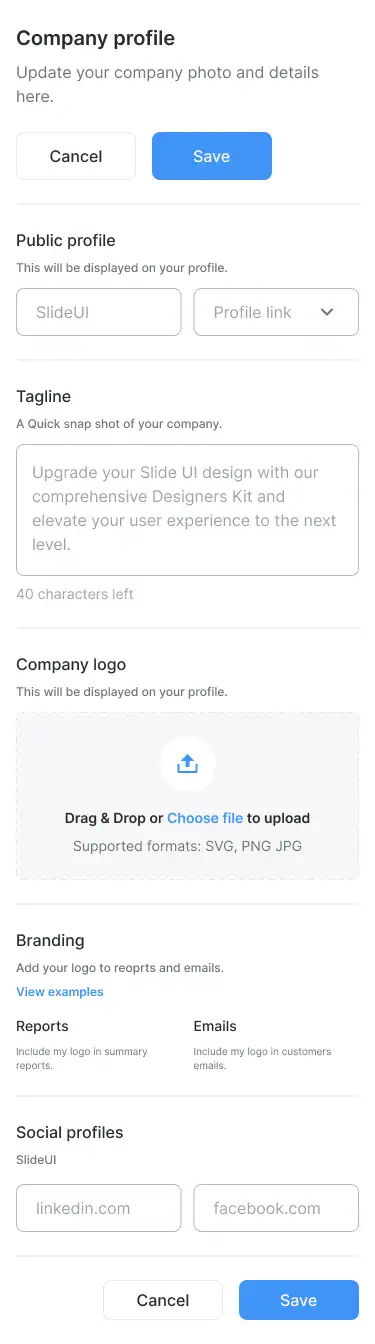 Company profile
Update your company photo and details
here.
Cancel
Save
Public profile
This will be displayed on your profile.
SlideUI
Profile link
Tagline
A Quick snap shot of your company.
Upgrade your Slide UI design with our
comprehensive Designers Kit and
elevate your user experience to the next
level.
40 characters left
Company logo
This will be displayed on your profile.
Drag & Drop or Choose file to upload
Supported formats: SVG, PNG JPG
Branding
Add your logo to reoprts and emails.
View examples
Reports
Include my logo in summary
reports.
Emails
Include my logo in customers
emails.
Social profiles
SlideUI
linkedin.com
facebook.com
Cancel
Save